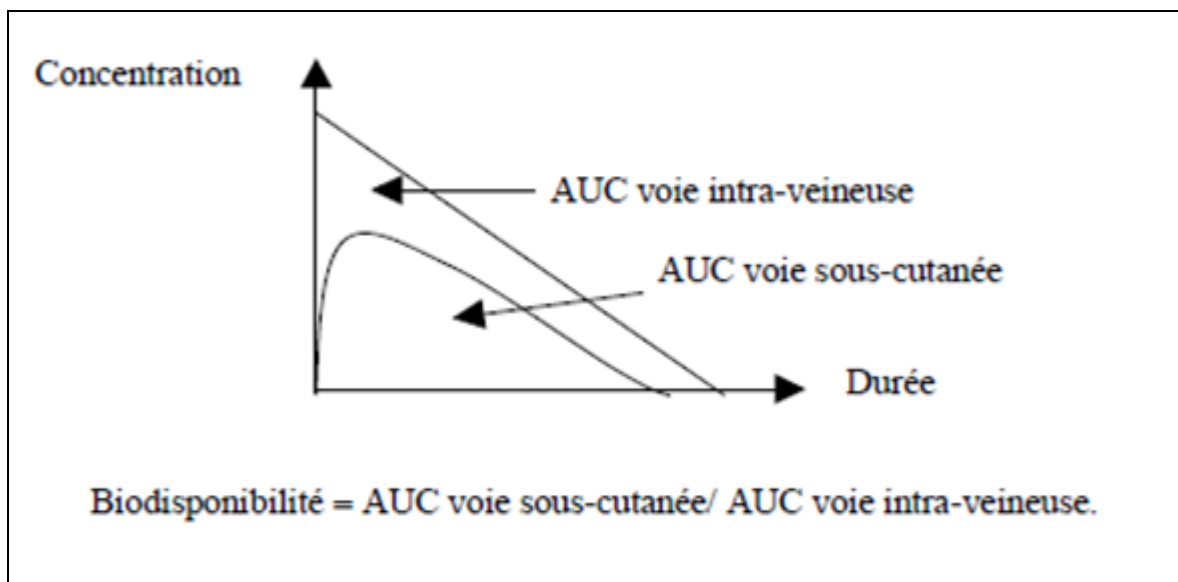 Concentration
AUC voie intra-veineuse
AUC voie sous-cutanée
Durée
Biodisponibilité = AUC voie sous-cutanée/ AUC voie intra-veineuse.